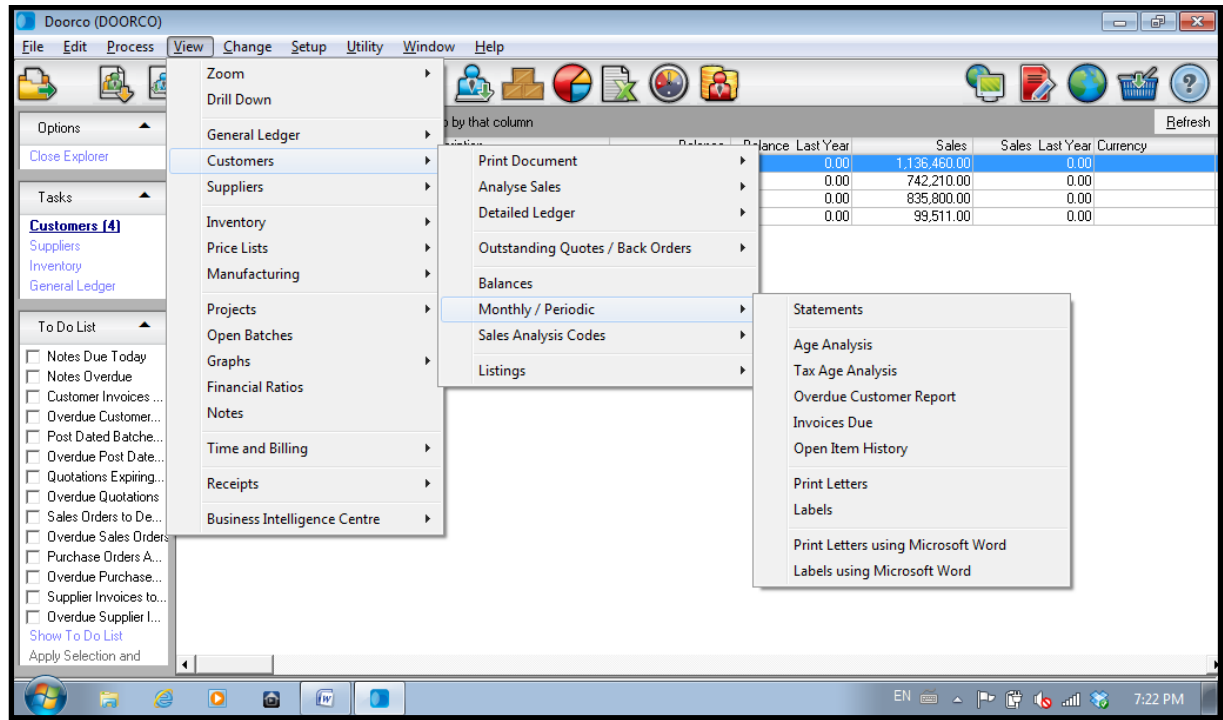 Doorco (DOORCO)
File Edit Process View Change Setup Utility Window Help
Options
Close Explorer
Tasks
Customers (4)
Suppliers
Inventory
General Ledger
To Do List
Notes Due Today
Notes Overdue
Customer Invoices ...
Overdue Customer...
Post Dated Batche...
Overdue Post Date...
Quotations Expiring...
Overdue Quotations
Sales Orders to De...
Overdue Sales Orders
Purchase Orders A...
Overdue Purchase...
Supplier Invoices to...
Overdue Supplier I...
Show To Do List
Apply Selection and
Zoom
Drill Down
General Ledger
Customers
Suppliers
Inventory
Price Lists
Manufacturing
Projects
Open Batches
Graphs
Financial Ratios
Notes
Time and Billing
Receipts
Business Intelligence Centre
by that column
Refresh
Balance Last Year Sales Sales Last Year Currency
0.00 1,136,460.00 0.00
0.00 742,210.00 0.00
0.00 835,800.00 0.00
0.00 99,511.00 0.00
Print Document
Analyse Sales
Detailed Ledger
Outstanding Quotes / Back Orders
Balances
Monthly / Periodic
Sales Analysis Codes
Listings
Statements
Age Analysis
Tax Age Analysis
Overdue Customer Report
Invoices Due
Open Item History
Print Letters
Labels
Print Letters using Microsoft Word
Labels using Microsoft Word
EN
7:22 PM